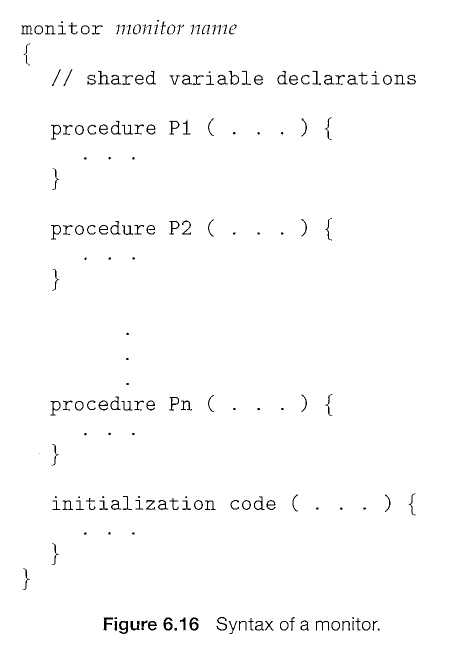 monitor monitor name
{
// shared variable declarations
procedure P1 ( . . . ) {
. . .
}
procedure P2 ( . . . ) {
. . .
}
.
.
.
procedure Pn ( . . . ) {
. . .
}
initialization code ( . . . ) {
. . .
}
}
Figure 6.16 Syntax of a monitor.